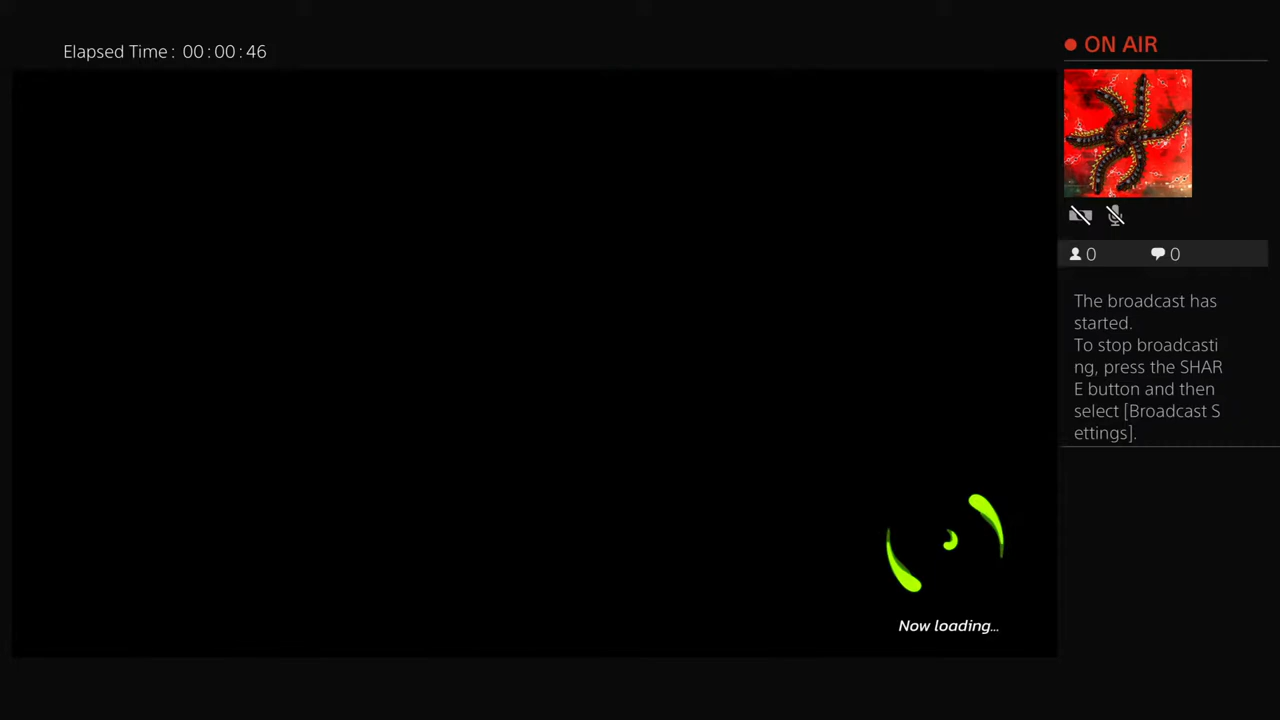 Elapsed Time : 00:00:46
ON AIR
0
0
The broadcast has
started.
To stop broadcasti
ng, press the SHAR
E button and then
select [Broadcast S
ettings].
Now loading...